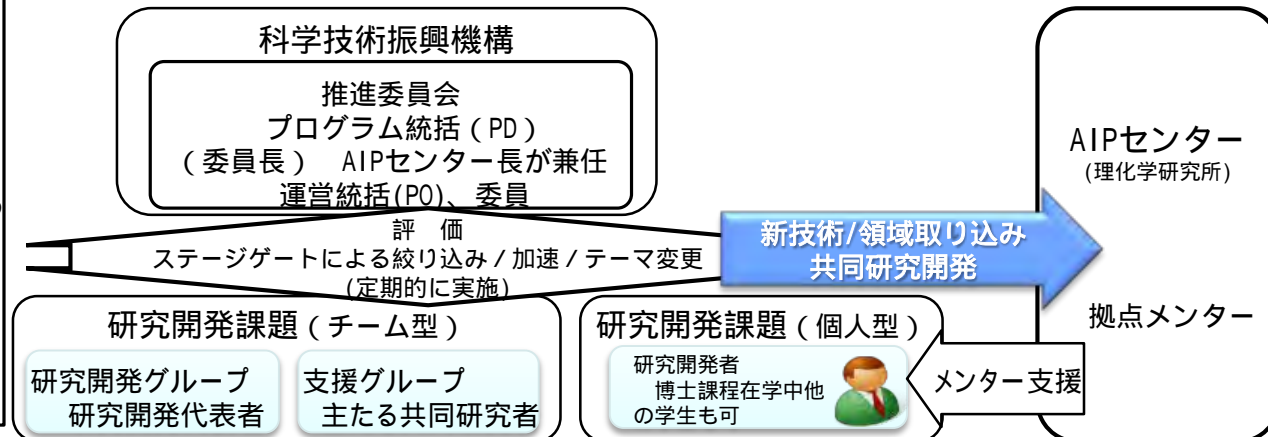 科学技術振興機構
推進委員会
プログラム統括（PD）
（委員長）　AIPセンター長が兼任
運営統括(PO)、委員
評　価
ステージゲートによる絞り込み / 加速 / テーマ変更
(定期的に実施)
新技術/領域取り込み
共同研究開発
AIPセンター
(理化学研究所)
拠点メンター
メンター支援
研究開発課題（チーム型）
研究開発グループ
研究開発代表者
支援グループ
主たる共同研究者
研究開発課題（個人型）
研究開発者
博士課程在学中他
の学生も可